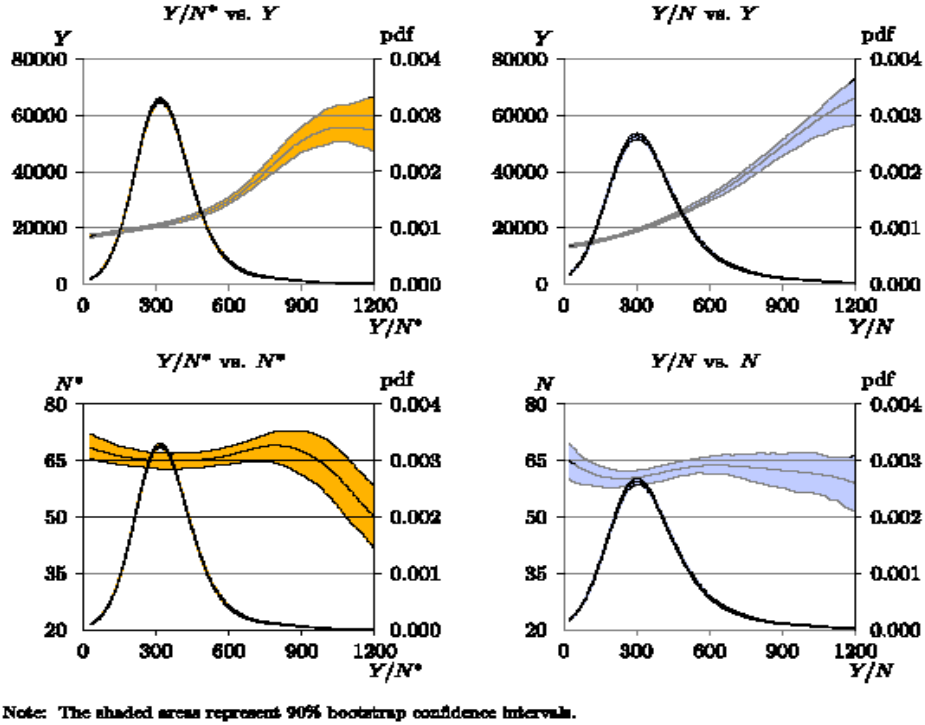 Y/N* vs. Y
Y pdf
80000 0.004
60000 0.003
40000 0.002
20000 0.001
0 0.000
0 300 600 900 1200
Y/N*
Y/N vs. Y
Y pdf
80000 0.004
60000 0.003
40000 0.002
20000 0.001
0 0.000
0 300 600 900 1200
Y/N
Y/N* vs. N*
N* pdf
80 0.004
65 0.003
50 0.002
35 0.001
20 0.000
0 300 600 900 1200
Y/N*
Y/N vs. N
N pdf
80 0.004
65 0.003
50 0.002
35 0.001
20 0.000
0 300 600 900 1200
Y/N
Note: The shaded areas represent 90% bootstrap confidence intervals.